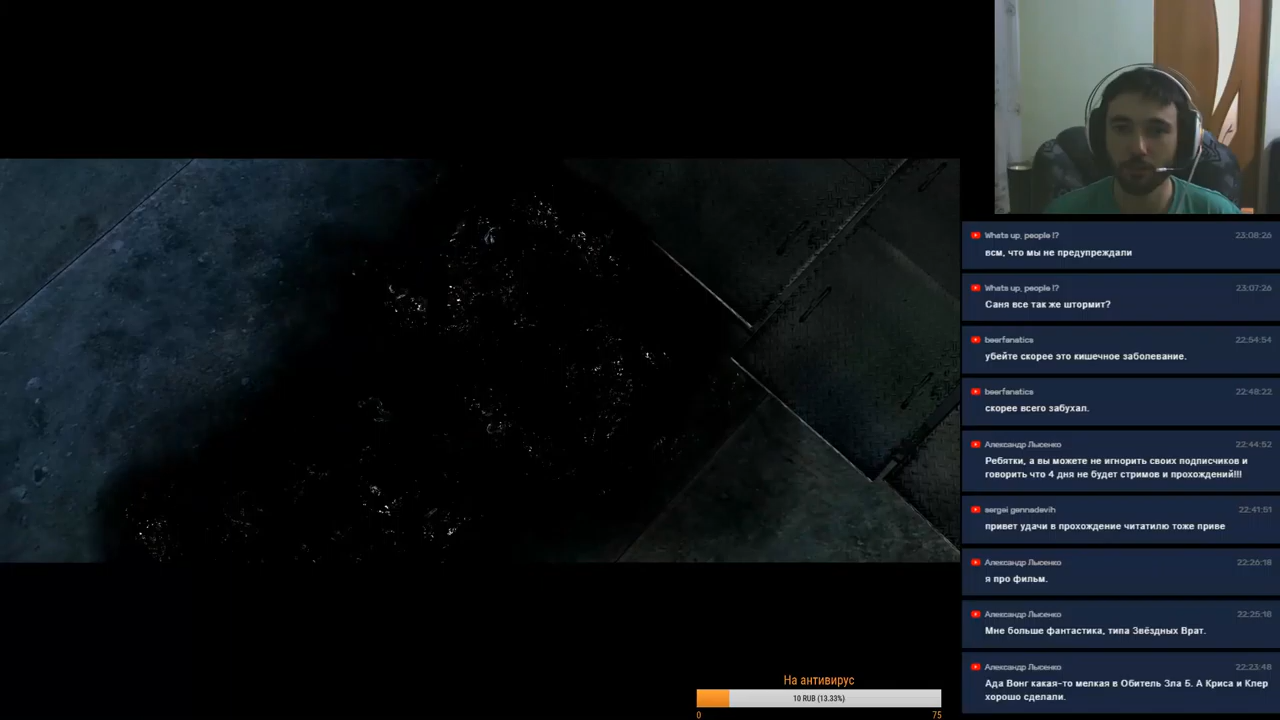 Whats up, people !?
23:08:26
всм, что мы не предупреждали
Whats up, people !?
23:07:26
Саня все так же штормит?
beerfanatics
22:54:54
убейте скорее это кишечное заболевание.
beerfanatics
22:48:22
скорее всего забухал.
Александр Лысенко
22:44:52
Ребятки, а вы можете не игнорить своих подписчиков и
говорить что 4 дня не будет стримов и прохождений!!!
sergei gennadevih
22:41:51
привет удачи в прохождение читатилю тоже приве
Александр Лысенко
22:26:18
я про фильм.
Александр Лысенко
22:25:18
Мне больше фантастика, типа Звёздных Врат.
Александр Лысенко
22:23:48
Ада Вонг какая-то мелкая в Обитель Зла 5. А Криса и Клер
хорошо сделали.
На антивирус
10 RUB (13.33%)
0
75